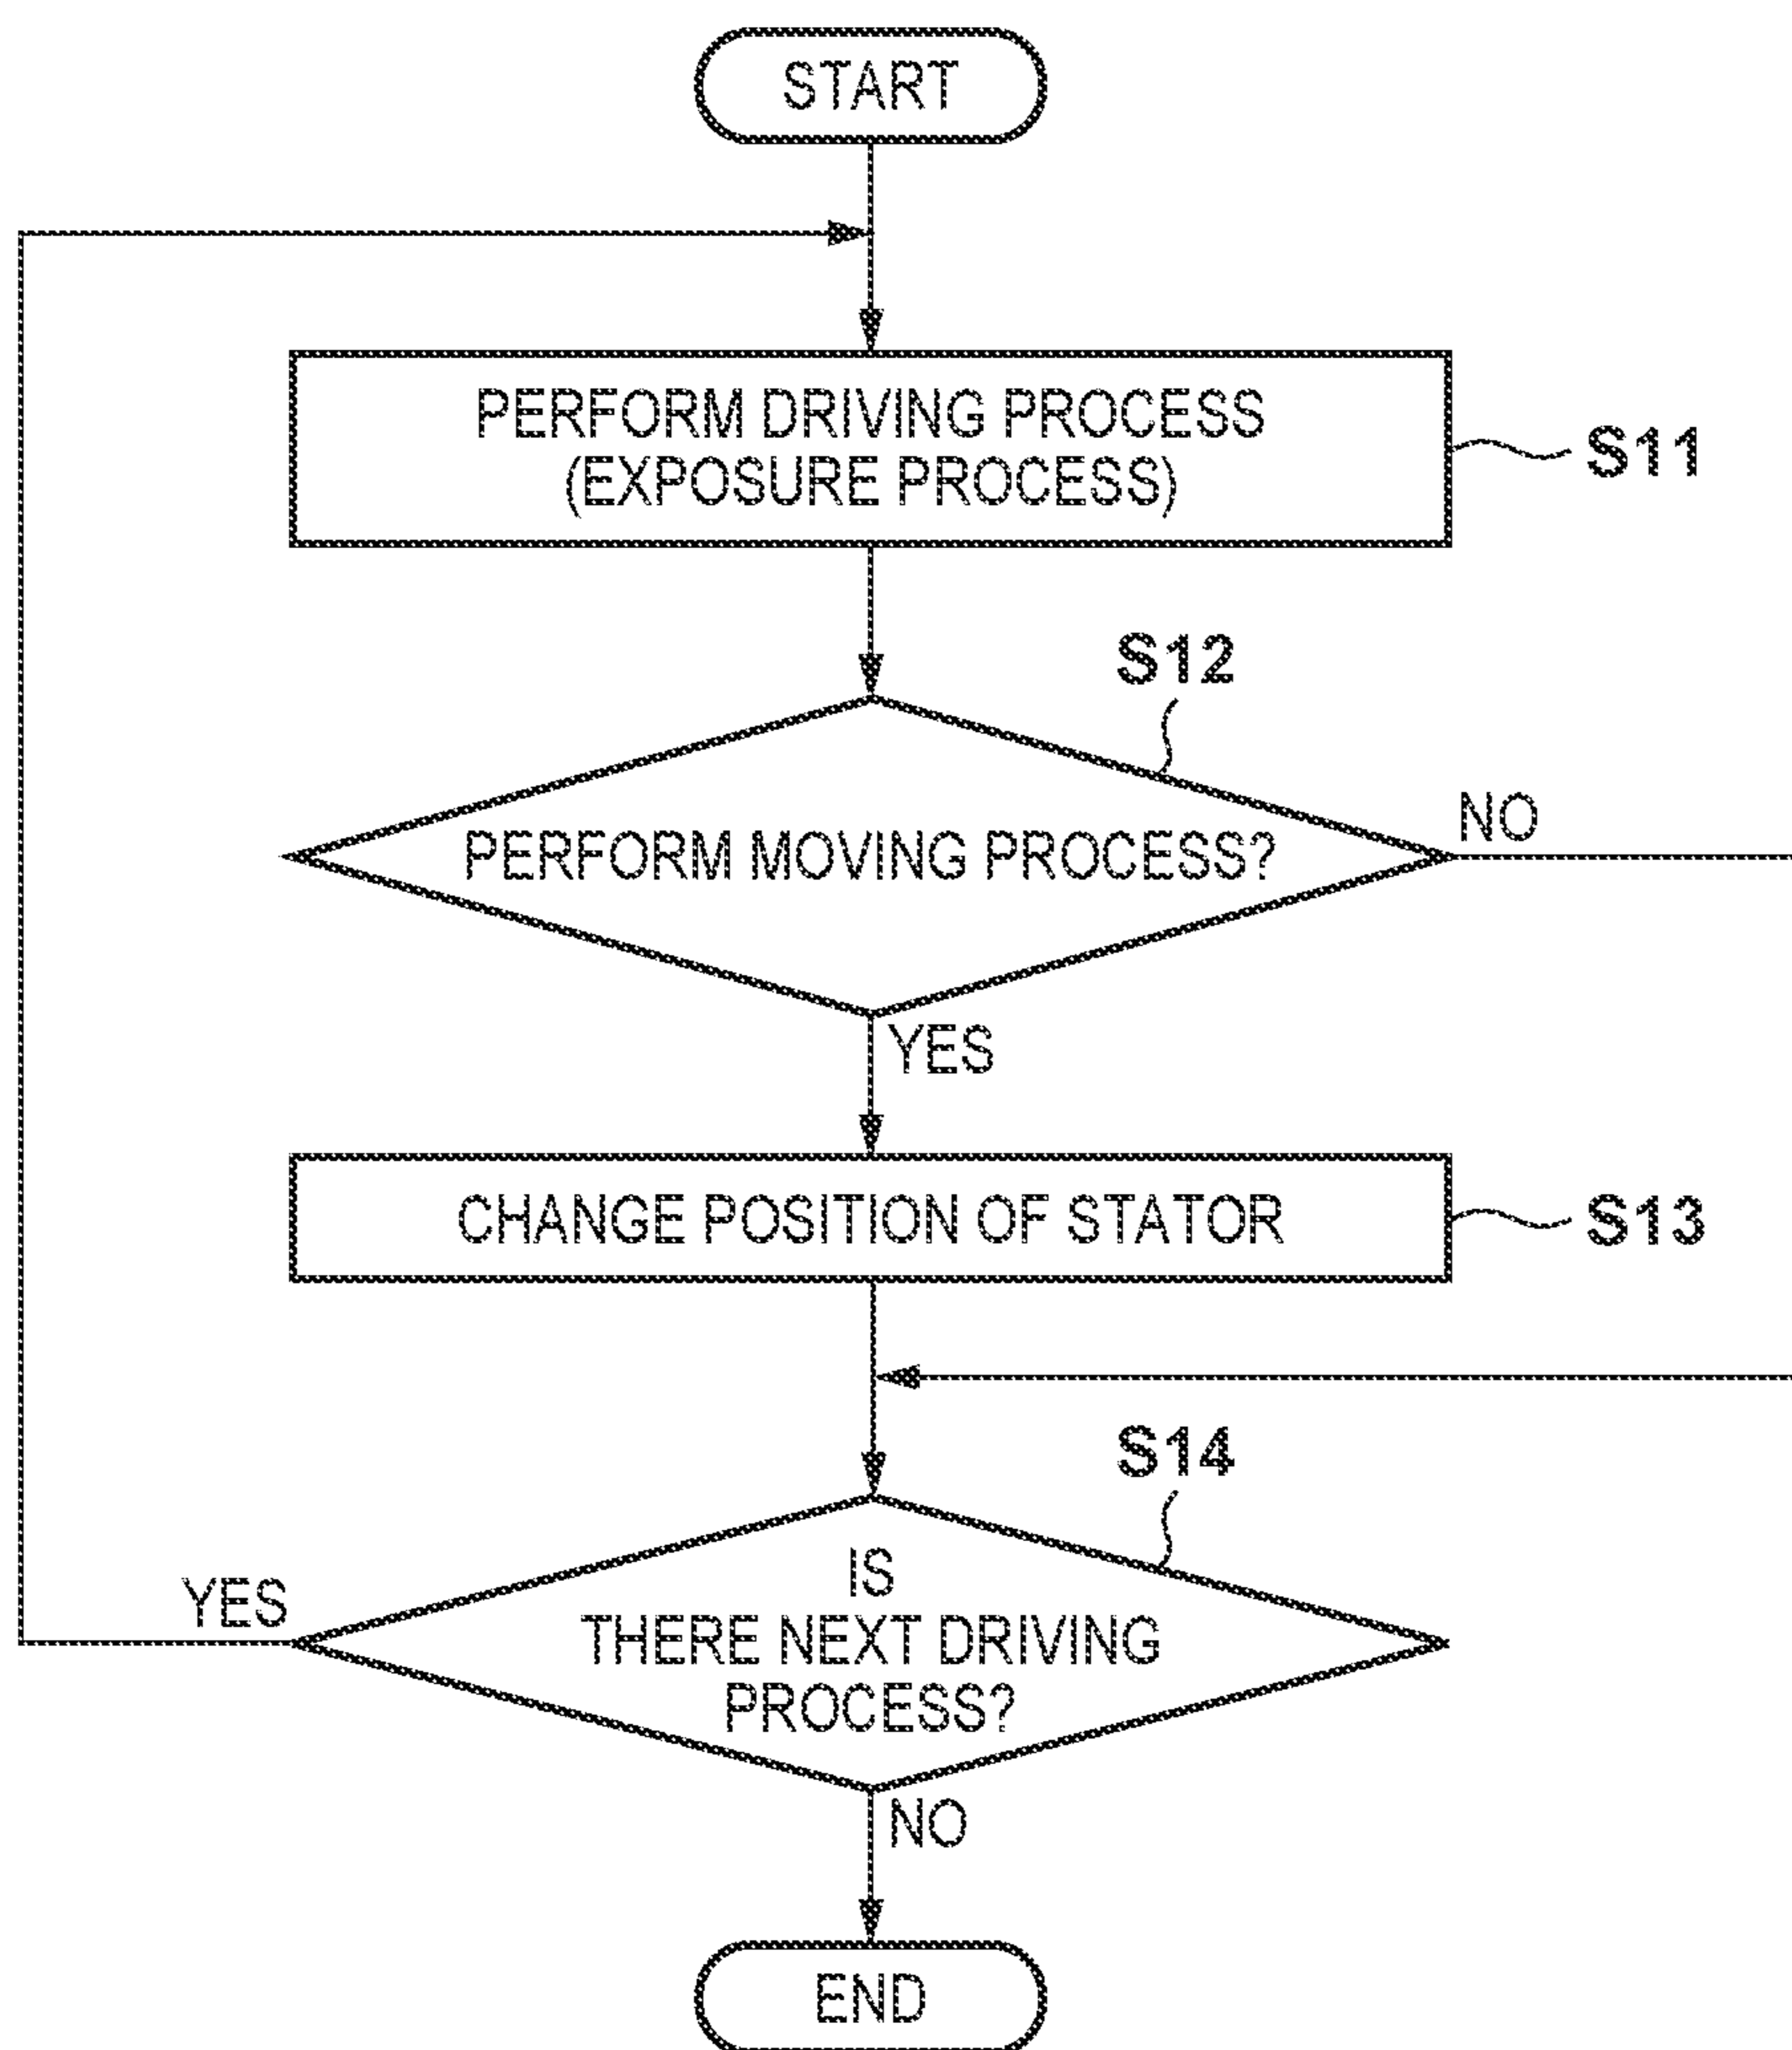 START
PERFORM DRIVING PROCESS
(EXPOSURE PROCESS)
S11
S12
PERFORM MOVING PROCESS?
NO
YES
CHANGE POSITION OF STATOR
S13
S14
IS
THERE NEXT DRIVING
PROCESS?
YES
NO
END